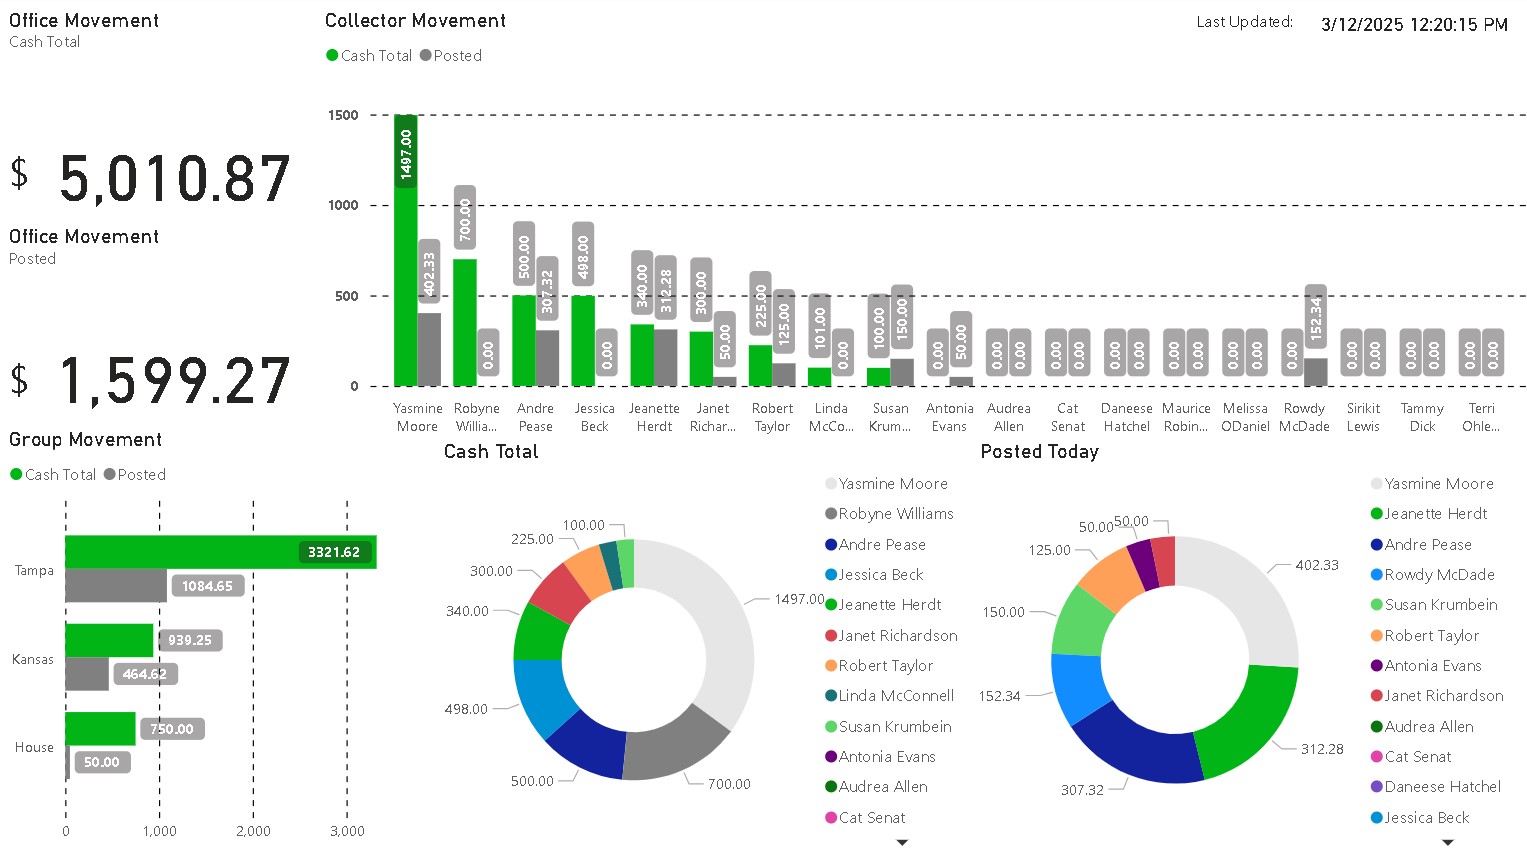 Office Movement
Cash Total
$ 5,010.87
Office Movement
Posted
$ 1,599.27
Collector Movement
Cash Total Posted
Last Updated: 3/12/2025 12:20:15 PM
1500
1000
500
0
1497.00
402.33
700.00
0.00
500.00
307.32
498.00
0.00
340.00
312.28
300.00
50.00
225.00
125.00
101.00
0.00
100.00
150.00
0.00
50.00
0.00
0.00
0.00
0.00
0.00
0.00
0.00
0.00
0.00
0.00
0.00
152.34
0.00
0.00
0.00
0.00
0.00
0.00
Yasmine
Moore
Robyne
Willia...
Andre
Pease
Jessica
Beck
Jeanette
Herdt
Janet
Richar...
Robert
Taylor
Linda
McCo...
Susan
Krum...
Antonia
Evans
Audrea
Allen
Cat
Senat
Daneese
Hatchel
Maurice
Robin...
Melissa
ODaniel
Rowdy
McDade
Sirikit
Lewis
Tammy
Dick
Terri
Ohle...
Group Movement
Cash Total Posted
Tampa
3321.62
1084.65
Kansas
939.25
464.62
House
750.00
50.00
0 1,000 2,000 3,000
Cash Total
100.00
225.00
300.00
340.00
498.00
500.00
700.00
1497.00
Yasmine Moore
Robyne Williams
Andre Pease
Jessica Beck
Jeanette Herdt
Janet Richardson
Robert Taylor
Linda McConnell
Susan Krumbein
Antonia Evans
Audrea Allen
Cat Senat
Posted Today
50.00
50.00
125.00
150.00
152.34
307.32
312.28
402.33
Yasmine Moore
Jeanette Herdt
Andre Pease
Rowdy McDade
Susan Krumbein
Robert Taylor
Antonia Evans
Janet Richardson
Audrea Allen
Cat Senat
Daneese Hatchel
Jessica Beck